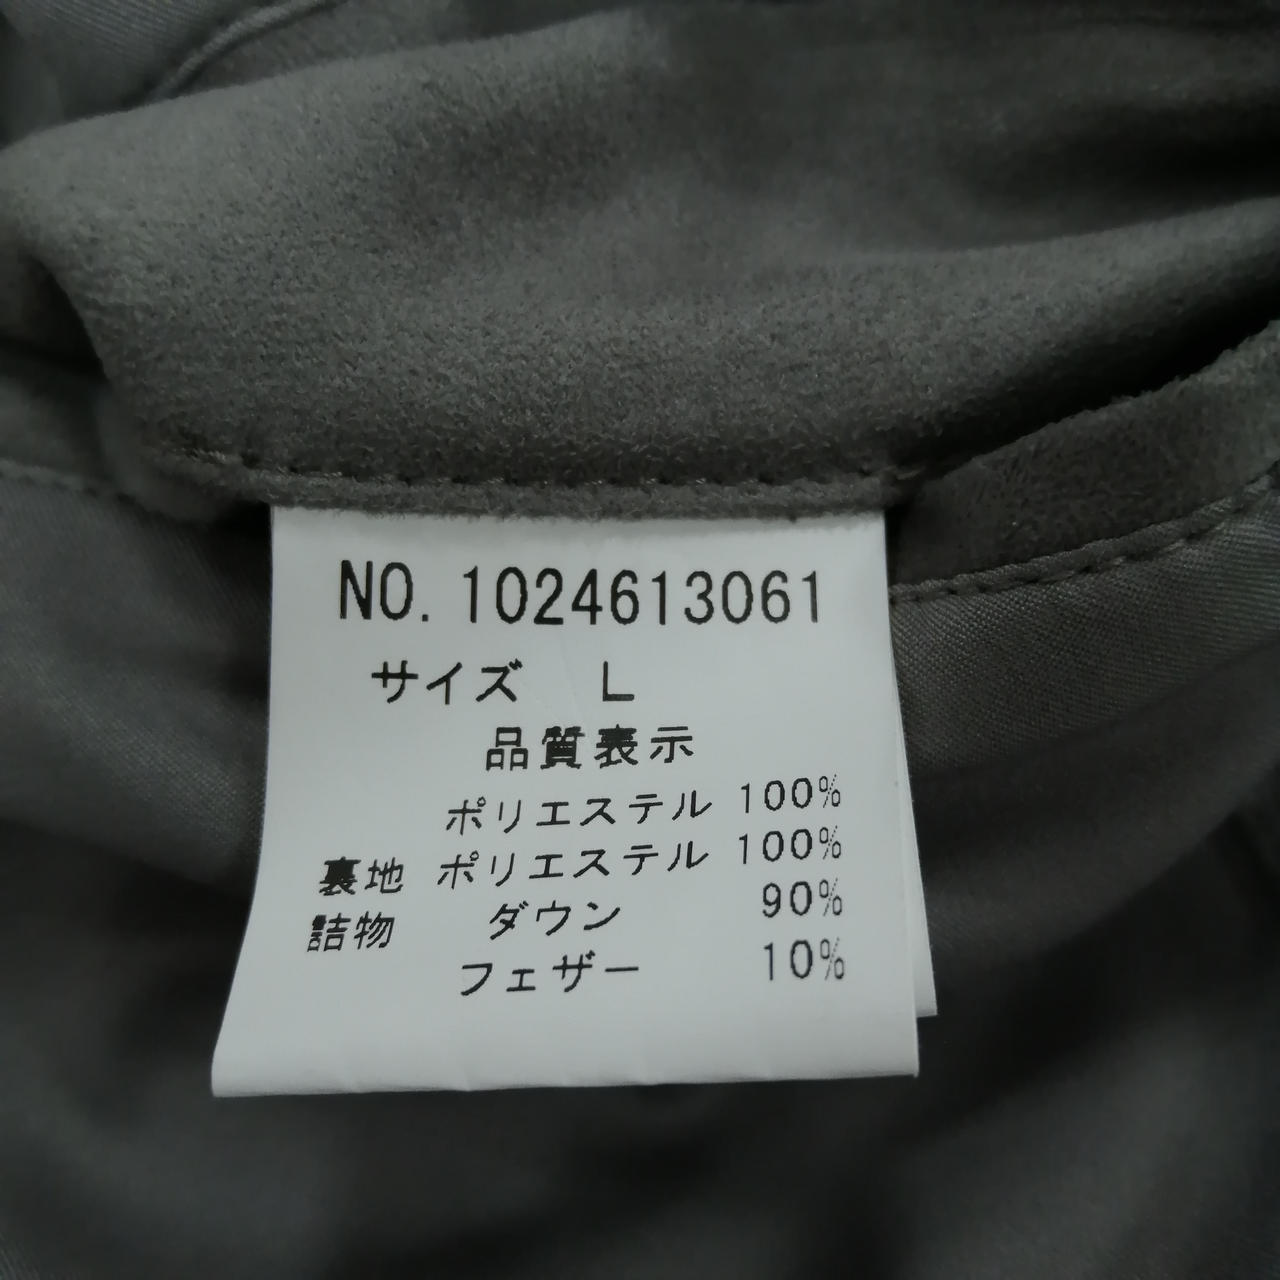 NO. 1024613061
サイズ L
品質表示
ポリエステル 100%
裏地 ポリエステル 100%
詰物 ダウン 90%
フェザー 10%